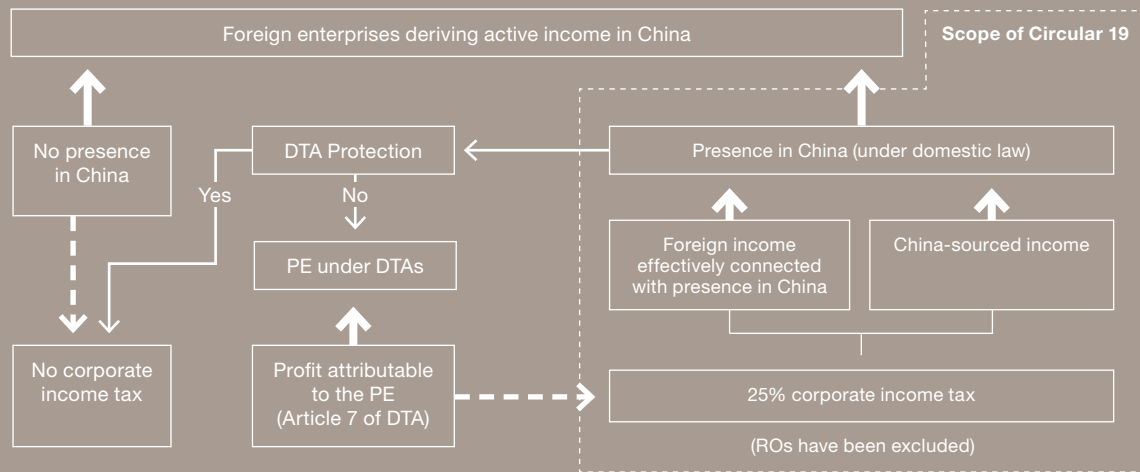 Foreign enterprises deriving active income in China
Scope of Circular 19
No presence
in China
DTA Protection
Presence in China (under domestic law)
Yes
No
PE under DTAs
Foreign income
effectively connected
with presence in China
China-sourced income
No corporate
income tax
Profit attributable
to the PE
(Article 7 of DTA)
25% corporate income tax
(ROs have been excluded)